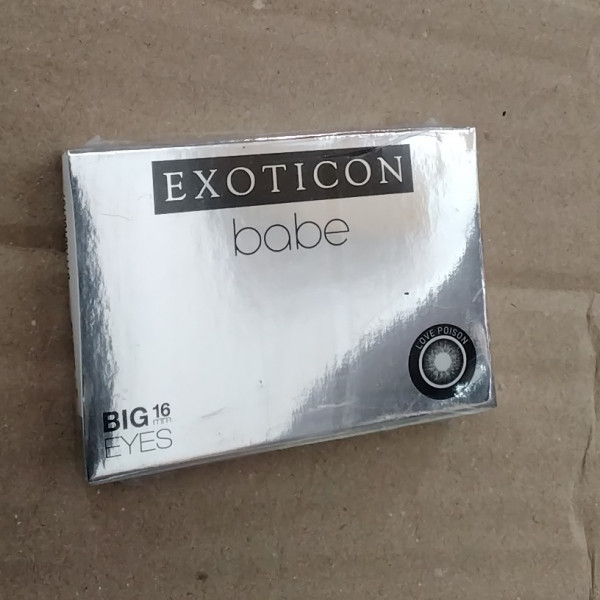 EXOTICON
babe
LOVE POISON
BIG 16
mm
EYES